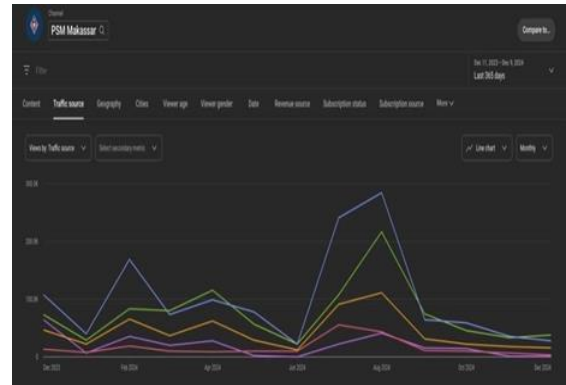 Channel
PSM Makassar
Compare to...
Filter
Dec 11, 2023 – Dec 9, 2024
Last 365 days
Content Traffic source Geography Cities Viewer age Viewer gender Date Revenue source Subscription status Subscription source More
Views by Traffic source Select secondary metric Line chart Monthly
300.0K
200.0K
100.0K
0
Dec 2023 Feb 2024 Apr 2024 Jun 2024 Aug 2024 Oct 2024 Dec 2024